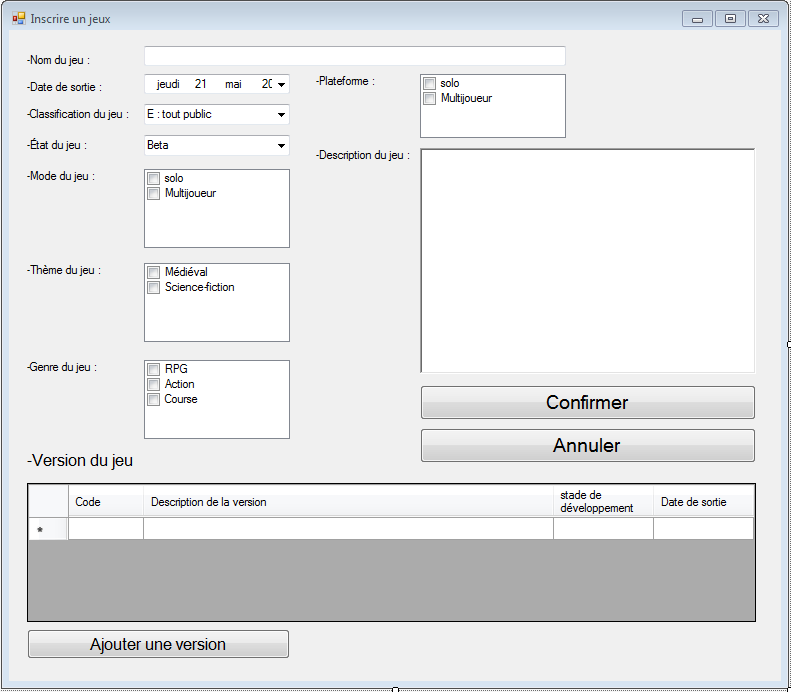 Inscrire un jeux
-Nom du jeu :
-Date de sortie :
jeudi 21 mai 20
-Plateforme :
solo
Multijoueur
-Classification du jeu :
E : tout public
-État du jeu :
Beta
-Description du jeu :
-Mode du jeu :
solo
Multijoueur
-Thème du jeu :
Médiéval
Science-fiction
-Genre du jeu :
RPG
Action
Course
Confirmer
Annuler
-Version du jeu
Code
Description de la version
stade de
développement
Date de sortie
*
Ajouter une version